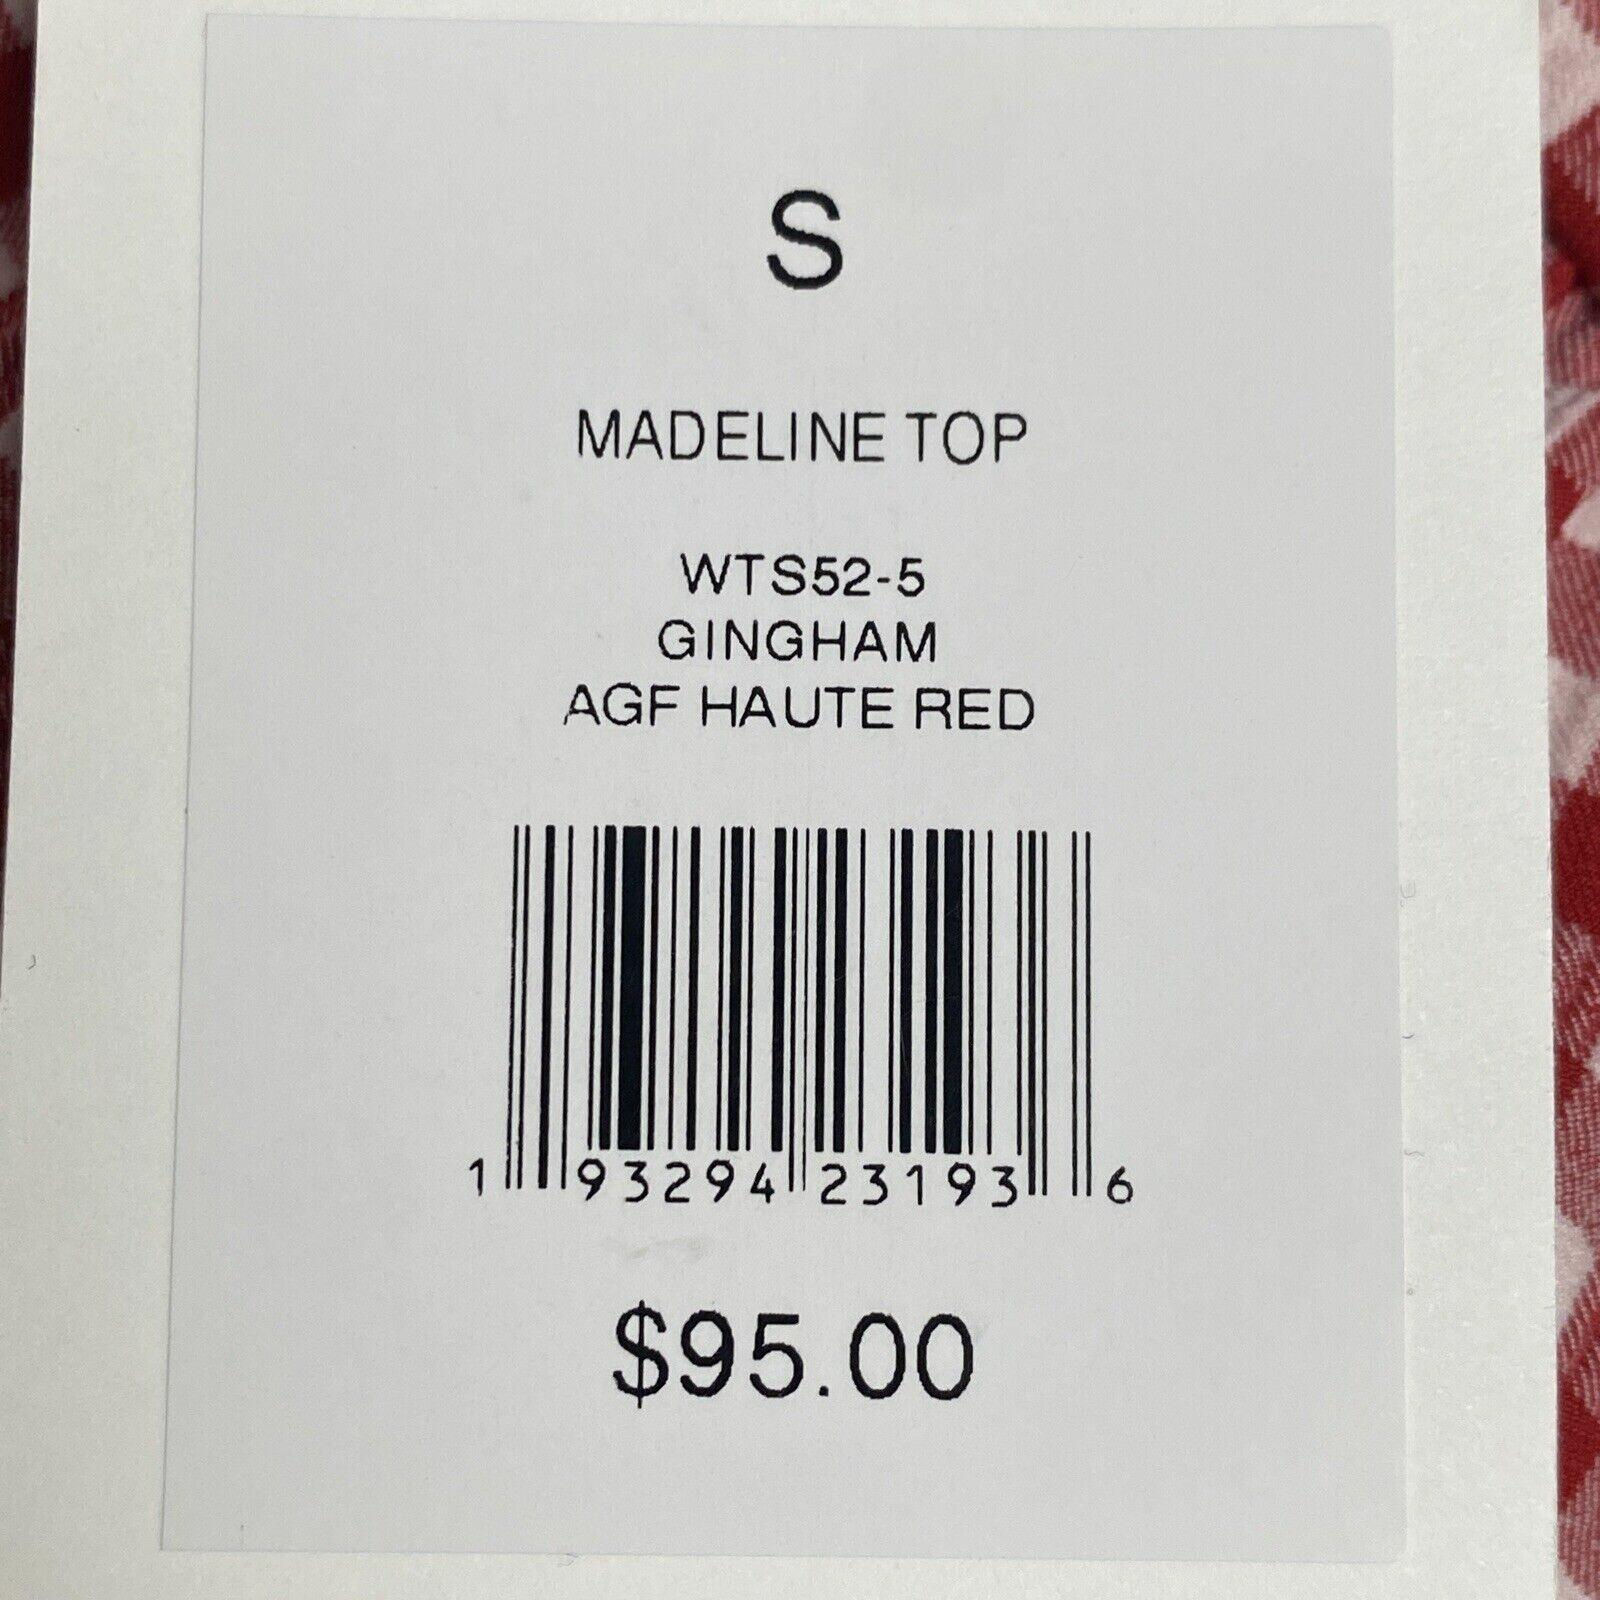 S
MADELINE TOP
WTS52-5
GINGHAM
AGF HAUTE RED
1 93294 23193 6
$95.00